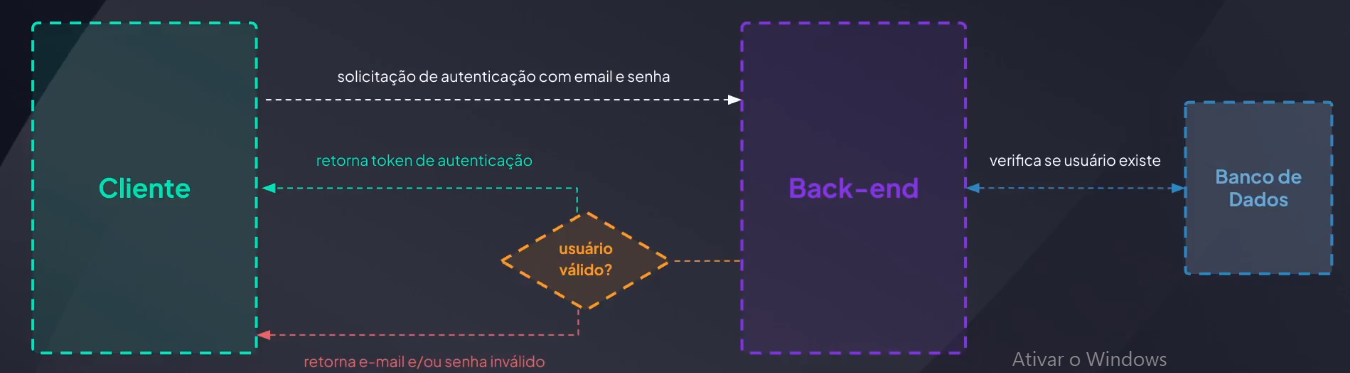 solicitação de autenticação com email e senha
retorna token de autenticação
verifica se usuário existe
Cliente
Back-end
Banco de
Dados
usuário
válido?
retorna e-mail e/ou senha inválido
Ativar o Windows